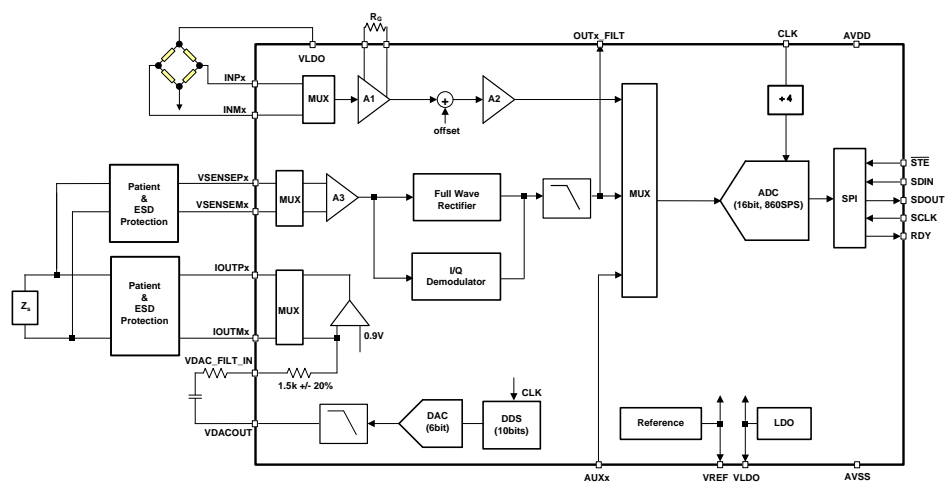 R_G
OUTx_FILT
CLK
AVDD
VLDO
INPx
INMx
MUX
A1
+
offset
A2
÷4
Patient
&
ESD
Protection
VSENSEPx
VSENSEMx
MUX
A3
Full Wave
Rectifier
I/Q
Demodulator
MUX
ADC
(16bit, 860SPS)
SPI
STE
SDIN
SDOUT
SCLK
RDY
Zs
Patient
&
ESD
Protection
IOUTPx
IOUTMx
MUX
0.9V
VDAC_FILT_IN
1.5k +/- 20%
VDACOUT
DAC
(6bit)
CLK
DDS
(10bits)
Reference
LDO
AUXx
VREF
VLDO
AVSS